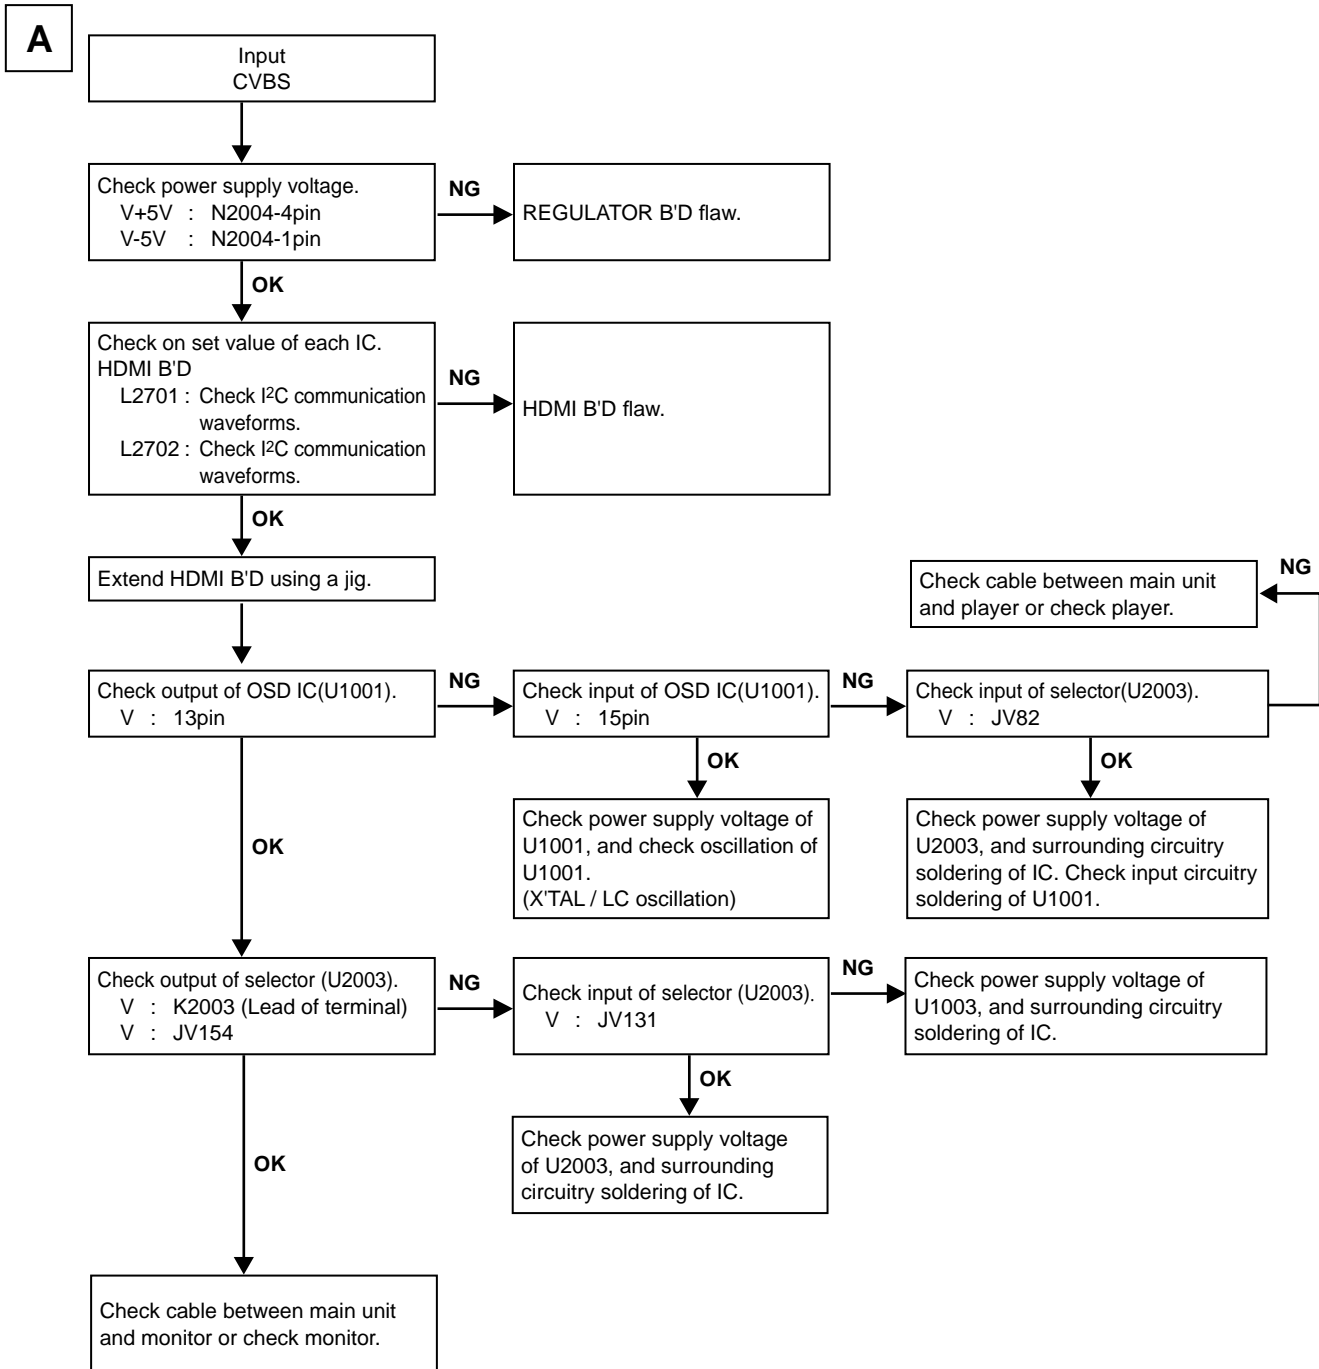 A
Input
CVBS
Check power supply voltage.
V+5V : N2004-4pin
V-5V : N2004-1pin
NG
REGULATOR B'D flaw.
OK
Check on set value of each IC.
HDMI B'D
L2701 : Check I²C communication
waveforms.
L2702 : Check I²C communication
waveforms.
NG
HDMI B'D flaw.
OK
Extend HDMI B'D using a jig.
Check cable between main unit
and player or check player.
NG
Check output of OSD IC(U1001).
V : 13pin
NG
Check input of OSD IC(U1001).
V : 15pin
NG
Check input of selector(U2003).
V : JV82
OK
OK
Check power supply voltage of
U1001, and check oscillation of
U1001.
(X'TAL / LC oscillation)
Check power supply voltage of
U2003, and surrounding circuitry
soldering of IC. Check input circuitry
soldering of U1001.
OK
Check output of selector (U2003).
V : K2003 (Lead of terminal)
V : JV154
NG
Check input of selector (U2003).
V : JV131
NG
Check power supply voltage of
U1003, and surrounding circuitry
soldering of IC.
OK
Check power supply voltage
of U2003, and surrounding
circuitry soldering of IC.
OK
Check cable between main unit
and monitor or check monitor.